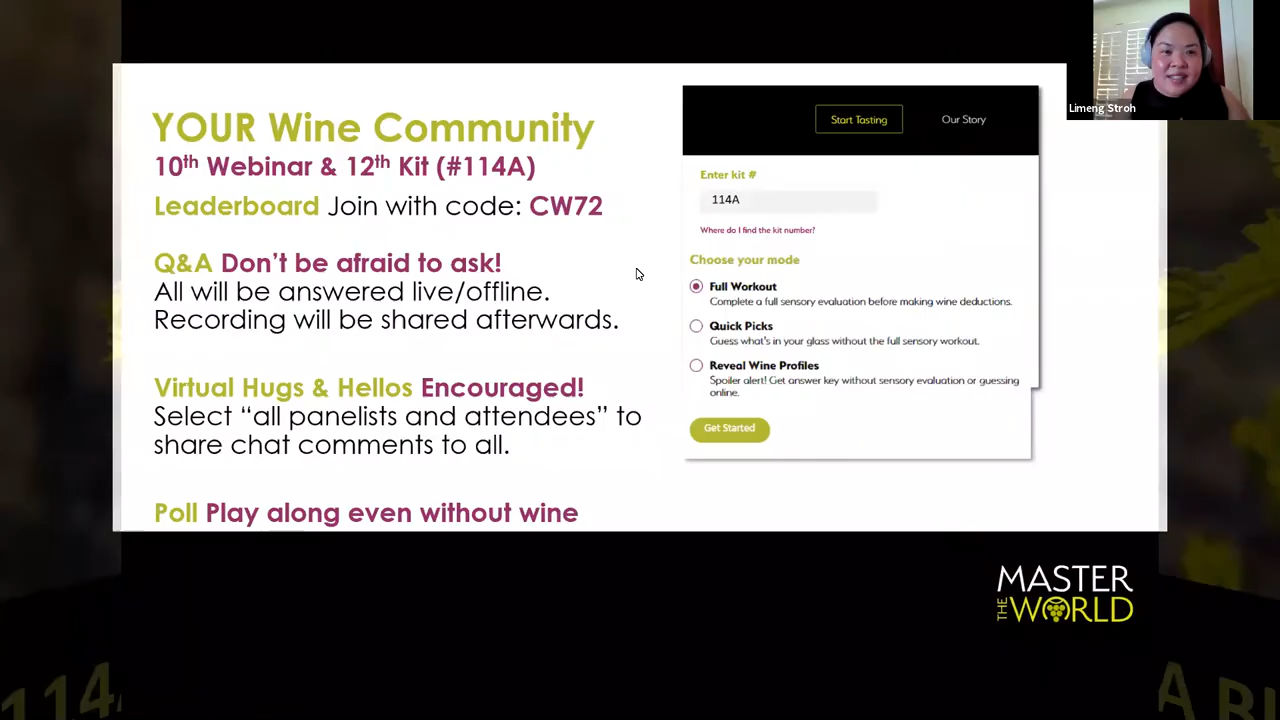 YOUR Wine Community
10th Webinar & 12th Kit (#114A)
Leaderboard Join with code: CW72
Q&A Don't be afraid to ask!
All will be answered live/offline.
Recording will be shared afterwards.
Virtual Hugs & Hellos Encouraged!
Select “all panelists and attendees” to
share chat comments to all.
Poll Play along even without wine
Start Tasting
Our Story
Enter kit #
114A
Where do I find the kit number?
Choose your mode
Full Workout
Complete a full sensory evaluation before making wine deductions.
Quick Picks
Guess what's in your glass without the full sensory workout.
Reveal Wine Profiles
Spoiler alert! Get answer key without sensory evaluation or guessing
online.
Get Started
Limeng Stroh
MASTER
THE WORLD
114A